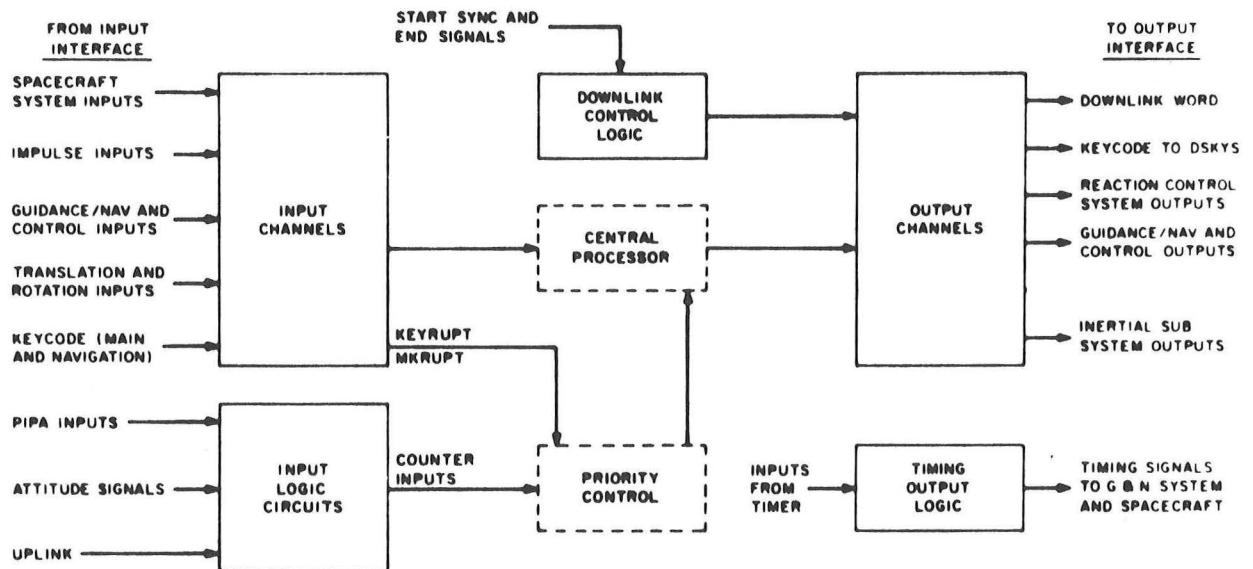 FROM INPUT
INTERFACE
SPACECRAFT
SYSTEM INPUTS
IMPULSE INPUTS
GUIDANCE/NAV AND
CONTROL INPUTS
TRANSLATION AND
ROTATION INPUTS
KEYCODE (MAIN
AND NAVIGATION)
PIPA INPUTS
ATTITUDE SIGNALS
UPLINK
INPUT
CHANNELS
INPUT
LOGIC
CIRCUITS
KEYRUPT
MKRUPT
COUNTER
INPUTS
START SYNC AND
END SIGNALS
DOWNLINK
CONTROL
LOGIC
CENTRAL
PROCESSOR
PRIORITY
CONTROL
INPUTS
FROM
TIMER
OUTPUT
CHANNELS
TIMING
OUTPUT
LOGIC
TO OUTPUT
INTERFACE
DOWNLINK WORD
KEYCODE TO DSKYS
REACTION CONTROL
SYSTEM OUTPUTS
GUIDANCE/NAV AND
CONTROL OUTPUTS
INERTIAL SUB
SYSTEM OUTPUTS
TIMING SIGNALS
TO G & N SYSTEM
AND SPACECRAFT